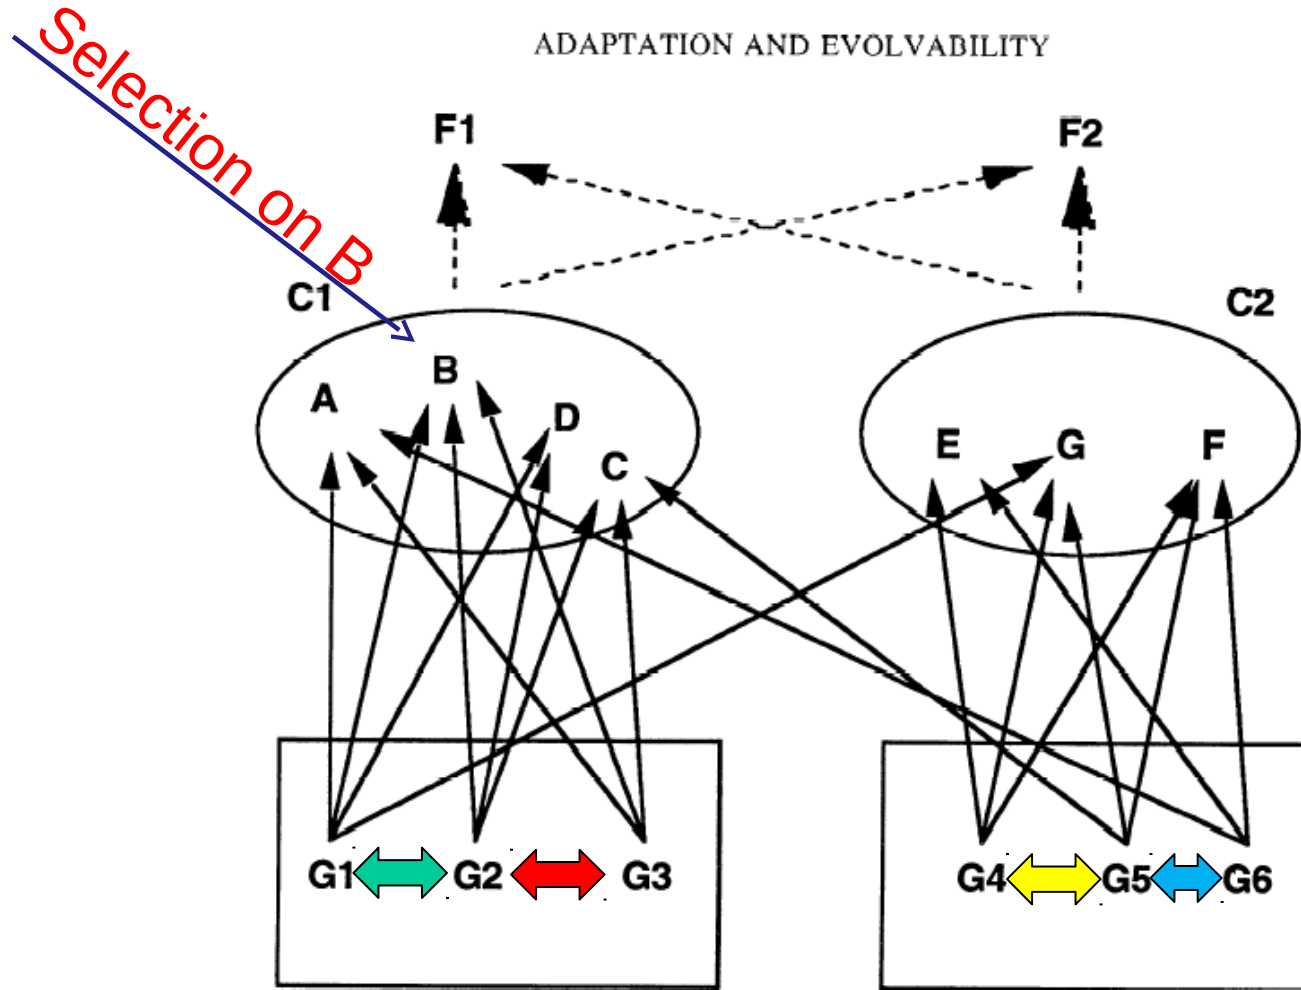 ADAPTATION AND EVOLVABILITY
Selection on B
F1
F2
C1
C2
A
B
D
C
E
G
F
G1
G2
G3
G4
G5
G6